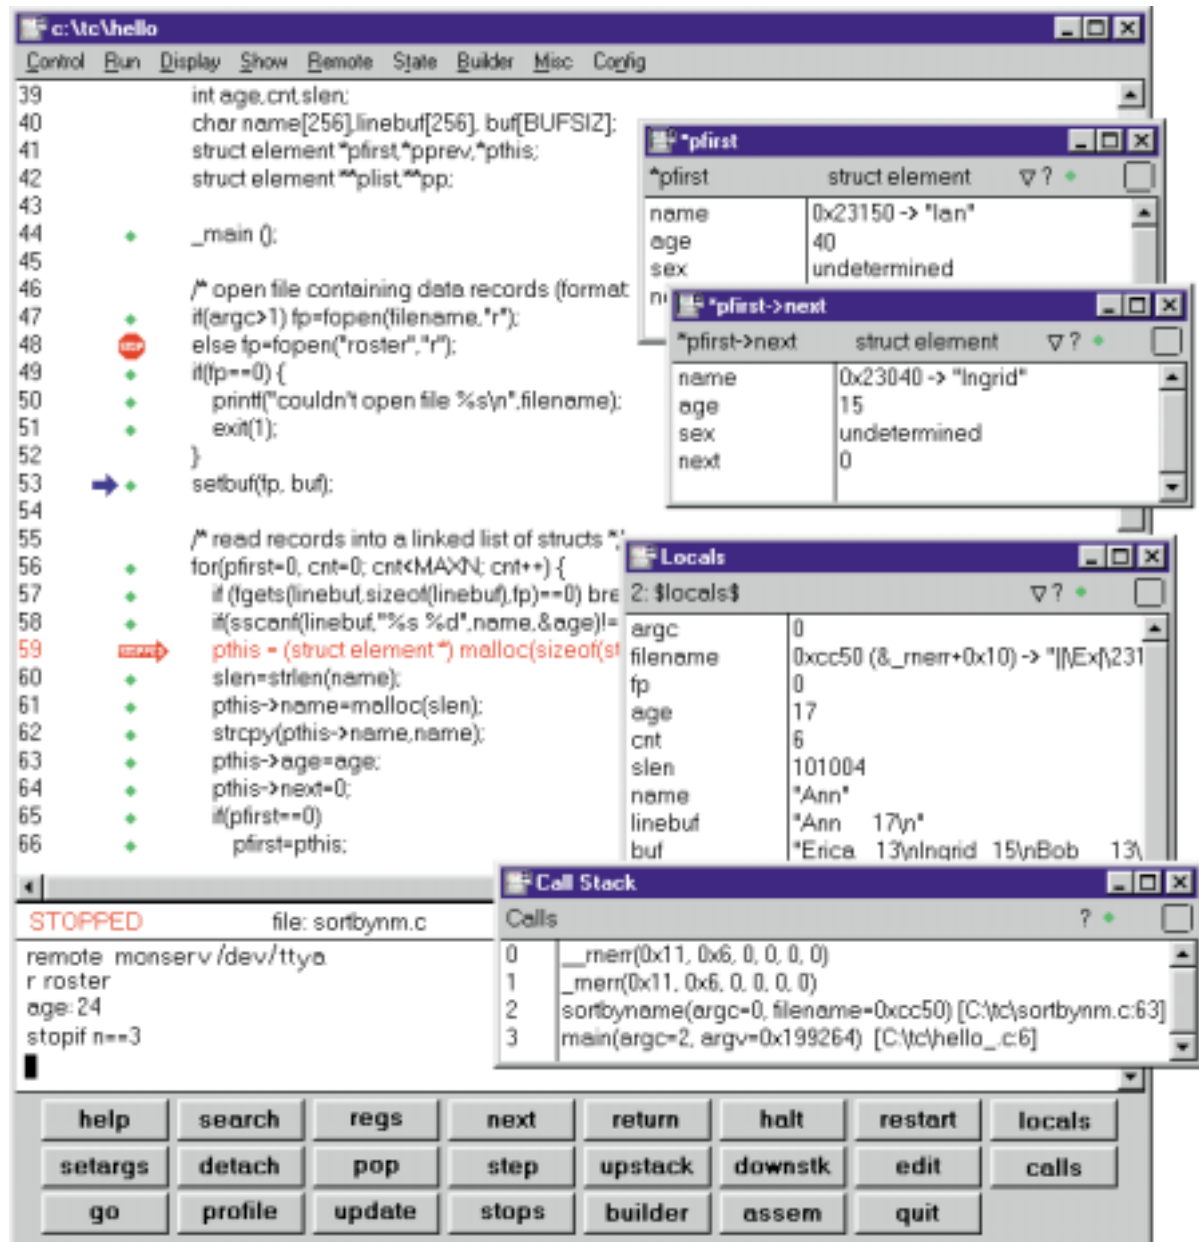 c:\tc\hello
Control Run Display Show Remote State Builder Misc Config
39 int age,cnt,slen;
40 char name[256],linebuf[256], buf[BUFSIZ];
41 struct element *pfirst,*pprev,*pthis;
42 struct element **plist,**pp;
43
44 _main ();
45
46 /* open file containing data records (format
47 if(argc>1) fp=fopen(filename,"r");
48 STOP else fp=fopen("roster","r");
49 if(fp==0) {
50 printf("couldn't open file %s\n",filename);
51 exit(1);
52 }
53 setbuf(fp, buf);
54
55 /* read records into a linked list of structs *
56 for(pfirst=0, cnt=0; cnt<MAXN; cnt++) {
57 if (fgets(linebuf,sizeof(linebuf),fp)==0) bre
58 if(sscanf(linebuf,"%s %d",name,&age)!=
59 STOPPED pthis = (struct element *) malloc(sizeof(st
60 slen=strlen(name);
61 pthis->name=malloc(slen);
62 strcpy(pthis->name,name);
63 pthis->age=age;
64 pthis->next=0;
65 if(pfirst==0)
66 pfirst=pthis;
*pfirst
*pfirst struct element ?
name 0x23150 -> "Ian"
age 40
sex undetermined
*pfirst->next
*pfirst->next struct element ?
name 0x23040 -> "Ingrid"
age 15
sex undetermined
next 0
Locals
2: $locals$ ?
argc 0
filename 0xcc50 (&_rnerr+0x10) -> "||\Ex|\231
fp 0
age 17
cnt 6
slen 101004
name "Ann"
linebuf "Ann 17\n"
buf "Erica 13\nIngrid 15\nBob 13\
Call Stack
Calls ?
0 __rnerr(0x11, 0x6, 0, 0, 0, 0)
1 _rnerr(0x11, 0x6, 0, 0, 0, 0)
2 sortbyname(argc=0, filename=0xcc50) [C:\tc\sortbynm.c:63]
3 main(argc=2, argv=0x199264) [C:\tc\hello_.c:6]
STOPPED file: sortbynm.c
remote monserv /dev/ttya
r roster
age: 24
stopif n==3
help search regs next return halt restart locals
setargs detach pop step upstack downstk edit calls
go profile update stops builder assem quit